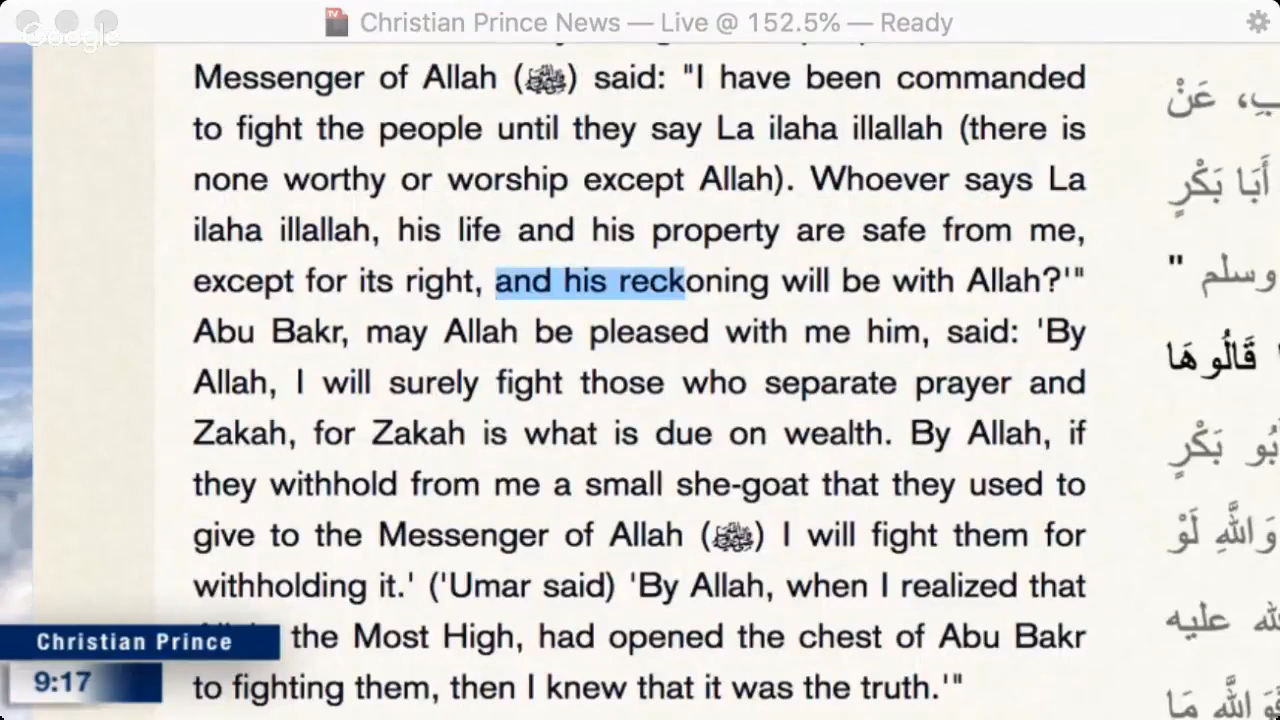 Christian Prince News — Live @ 152.5% — Ready
Google
Messenger of Allah (ﷺ) said: "I have been commanded
to fight the people until they say La ilaha illallah (there is
none worthy or worship except Allah). Whoever says La
ilaha illallah, his life and his property are safe from me,
except for its right, and his reckoning will be with Allah?'"
Abu Bakr, may Allah be pleased with me him, said: 'By
Allah, I will surely fight those who separate prayer and
Zakah, for Zakah is what is due on wealth. By Allah, if
they withhold from me a small she-goat that they used to
give to the Messenger of Allah (ﷺ) I will fight them for
withholding it.' ('Umar said) 'By Allah, when I realized that
the Most High, had opened the chest of Abu Bakr
to fighting them, then I knew that it was the truth.'"
عَنْ
أَبَا بَكْرٍ
وسلم "
قَالُوهَا
بَكْرٍ
وَاللَّهِ لَوْ
عليه
مَا
Christian Prince
9:17